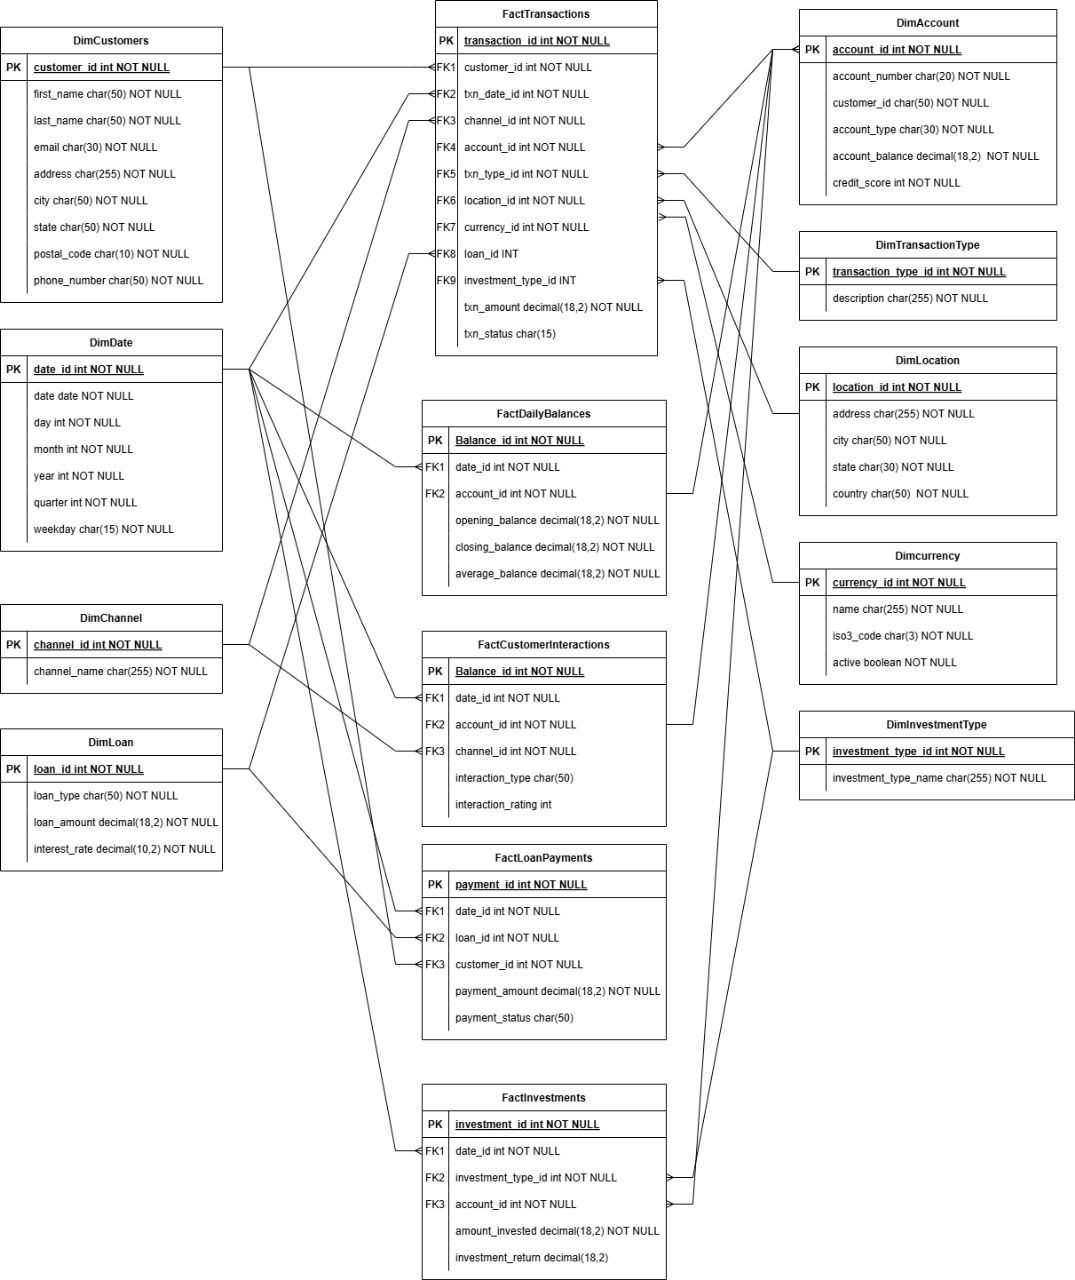 DimCustomers
PK customer_id int NOT NULL
first_name char(50) NOT NULL
last_name char(50) NOT NULL
email char(30) NOT NULL
address char(255) NOT NULL
city char(50) NOT NULL
state char(50) NOT NULL
postal_code char(10) NOT NULL
phone_number char(50) NOT NULL
DimDate
PK date_id int NOT NULL
date date NOT NULL
day int NOT NULL
month int NOT NULL
year int NOT NULL
quarter int NOT NULL
weekday char(15) NOT NULL
DimChannel
PK channel_id int NOT NULL
channel_name char(255) NOT NULL
DimLoan
PK loan_id int NOT NULL
loan_type char(50) NOT NULL
loan_amount decimal(18,2) NOT NULL
interest_rate decimal(10,2) NOT NULL
FactTransactions
PK transaction_id int NOT NULL
FK1 customer_id int NOT NULL
FK2 txn_date_id int NOT NULL
FK3 channel_id int NOT NULL
FK4 account_id int NOT NULL
FK5 txn_type_id int NOT NULL
FK6 location_id int NOT NULL
FK7 currency_id int NOT NULL
FK8 loan_id INT
FK9 investment_type_id INT
txn_amount decimal(18,2) NOT NULL
txn_status char(15)
FactDailyBalances
PK Balance_id int NOT NULL
FK1 date_id int NOT NULL
FK2 account_id int NOT NULL
opening_balance decimal(18,2) NOT NULL
closing_balance decimal(18,2) NOT NULL
average_balance decimal(18,2) NOT NULL
FactCustomerInteractions
PK Balance_id int NOT NULL
FK1 date_id int NOT NULL
FK2 account_id int NOT NULL
FK3 channel_id int NOT NULL
interaction_type char(50)
interaction_rating int
FactLoanPayments
PK payment_id int NOT NULL
FK1 date_id int NOT NULL
FK2 loan_id int NOT NULL
FK3 customer_id int NOT NULL
payment_amount decimal(18,2) NOT NULL
payment_status char(50)
FactInvestments
PK investment_id int NOT NULL
FK1 date_id int NOT NULL
FK2 investment_type_id int NOT NULL
FK3 account_id int NOT NULL
amount_invested decimal(18,2) NOT NULL
investment_return decimal(18,2)
DimAccount
PK account_id int NOT NULL
account_number char(20) NOT NULL
customer_id char(50) NOT NULL
account_type char(30) NOT NULL
account_balance decimal(18,2) NOT NULL
credit_score int NOT NULL
DimTransactionType
PK transaction_type_id int NOT NULL
description char(255) NOT NULL
DimLocation
PK location_id int NOT NULL
address char(255) NOT NULL
city char(50) NOT NULL
state char(30) NOT NULL
country char(50) NOT NULL
Dimcurrency
PK currency_id int NOT NULL
name char(255) NOT NULL
iso3_code char(3) NOT NULL
active boolean NOT NULL
DimInvestmentType
PK investment_type_id int NOT NULL
investment_type_name char(255) NOT NULL